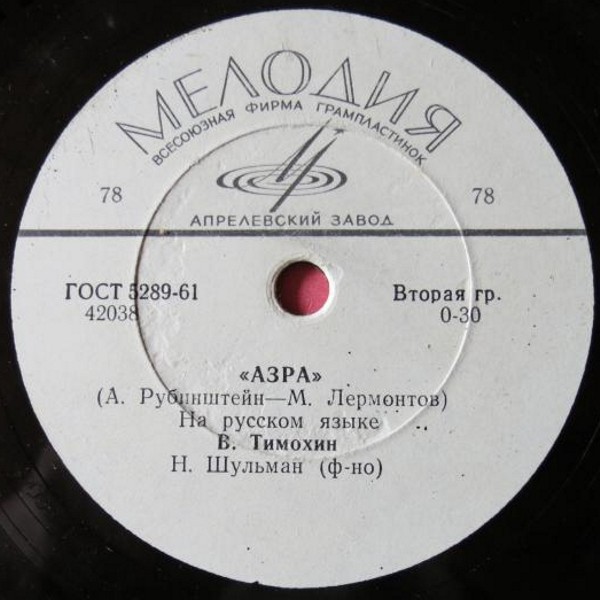 МЕЛОДИЯ
ВСЕСОЮЗНАЯ ФИРМА ГРАМПЛАСТИНОК
78 78
АПРЕЛЕВСКИЙ ЗАВОД
ГОСТ 5289-61 Вторая гр.
42038 0-30
«АЗРА»
(А. Рубинштейн—М. Лермонтов)
На русском языке
В. Тимохин
Н. Шульман (ф-но)